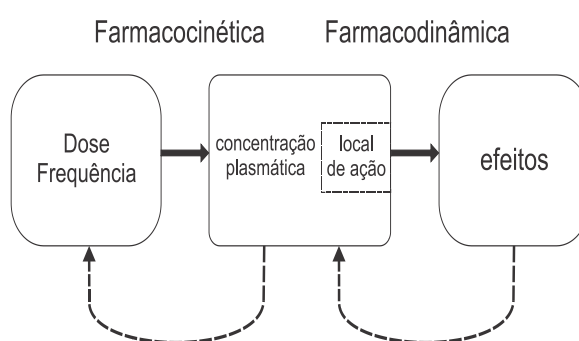 Farmacocinética Farmacodinâmica
Dose
Frequência
concentração
plasmática
local
de ação
efeitos